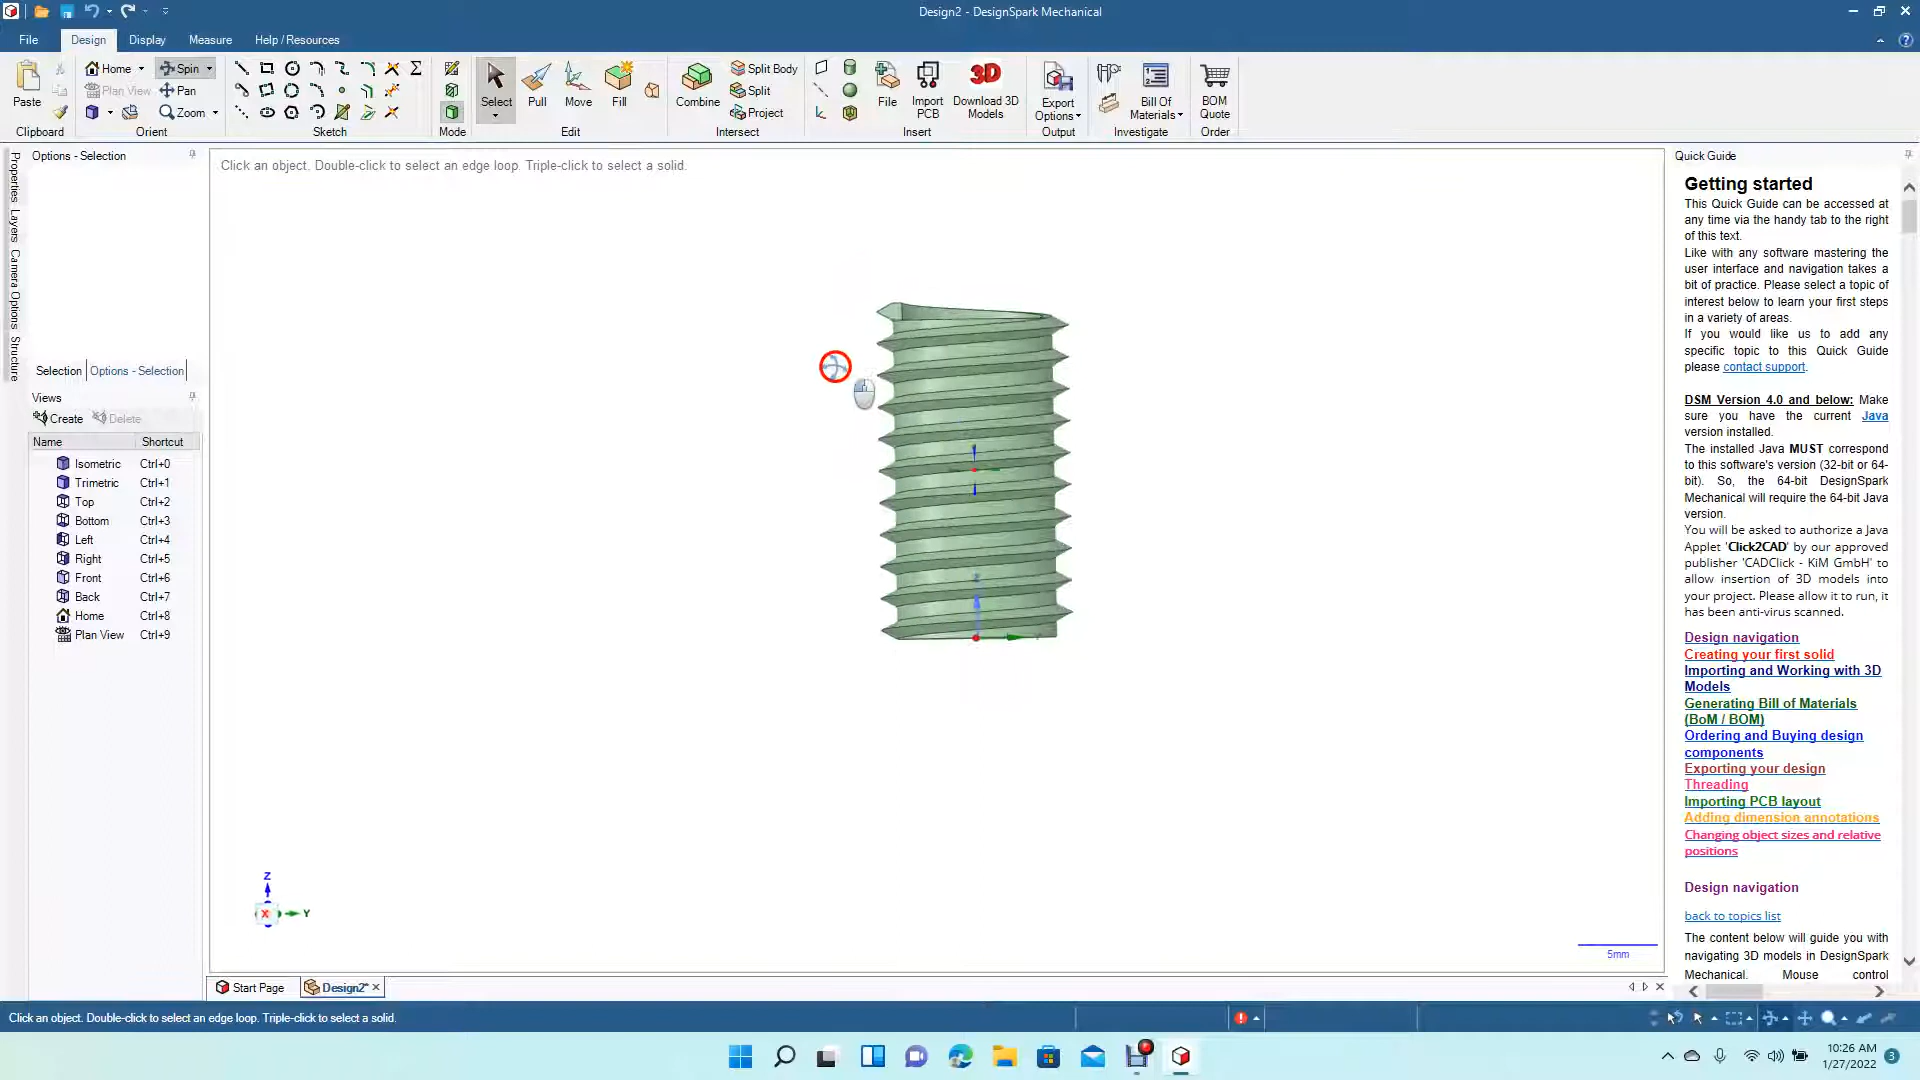 Design2 - DesignSpark Mechanical
File
Design
Display
Measure
Help / Resources
Paste
Home
Spin
Plan View
Pan
Zoom
Select
Pull
Move
Fill
Combine
Split Body
Split
Project
File
Import PCB
Download 3D Models
Export Options
Bill Of Materials
BOM Quote
3D
Clipboard
Orient
Sketch
Mode
Edit
Intersect
Insert
Output
Investigate
Order
Properties
Layers
Camera Options
Structure
Options - Selection
Selection
Options - Selection
Views
Create
Delete
Name Shortcut
Isometric Ctrl+0
Trimetric Ctrl+1
Top Ctrl+2
Bottom Ctrl+3
Left Ctrl+4
Right Ctrl+5
Front Ctrl+6
Back Ctrl+7
Home Ctrl+8
Plan View Ctrl+9
Click an object. Double-click to select an edge loop. Triple-click to select a solid.
Z
Z
X
Y
5mm
Quick Guide
Getting started
This Quick Guide can be accessed at
any time via the handy tab to the right
of this text.
Like with any software mastering the
user interface and navigation takes a
bit of practice. Please select a topic of
interest below to learn your first steps
in a variety of areas.
If you would like us to add any
specific topic to this Quick Guide
please contact support.
DSM Version 4.0 and below: Make
sure you have the current Java
version installed.
The installed Java MUST correspond
to this software's version (32-bit or 64-
bit). So, the 64-bit DesignSpark
Mechanical will require the 64-bit Java
version.
You will be asked to authorize a Java
Applet 'Click2CAD' by our approved
publisher 'CADClick - KiM GmbH' to
allow insertion of 3D models into
your project. Please allow it to run, it
has been anti-virus scanned.
Design navigation
Creating your first solid
Importing and Working with 3D
Models
Generating Bill of Materials
(BoM / BOM)
Ordering and Buying design
components
Exporting your design
Threading
Importing PCB layout
Adding dimension annotations
Changing object sizes and relative
positions
Design navigation
back to topics list
The content below will guide you with
navigating 3D models in DesignSpark
Mechanical. Mouse control
Start Page
Design2*
Click an object. Double-click to select an edge loop. Triple-click to select a solid.
10:26 AM
1/27/2022
3